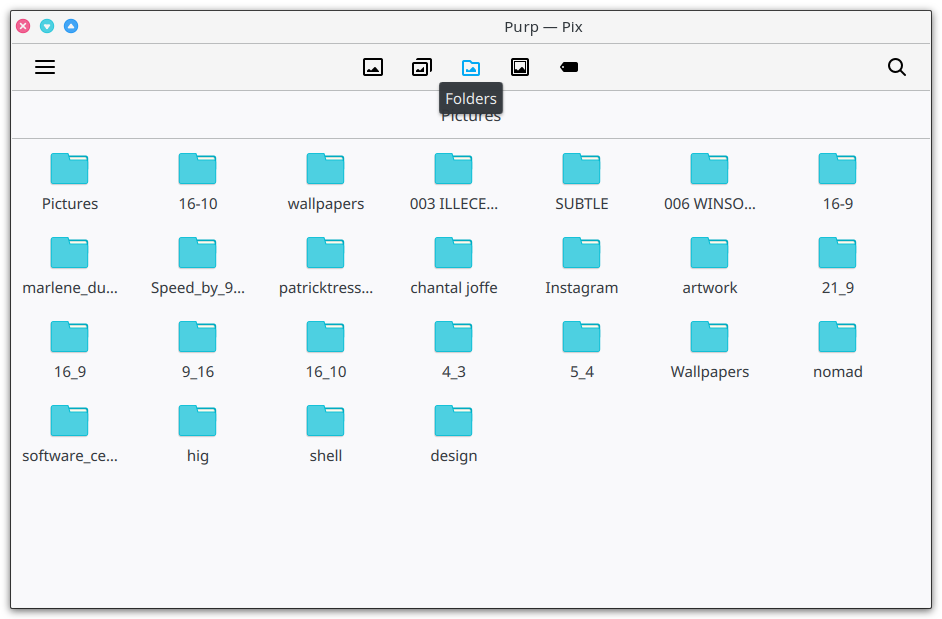 Purp — Pix
Folders
Pictures
Pictures 16-10 wallpapers 003 ILLECE... SUBTLE 006 WINSO... 16-9
marlene_du... Speed_by_9... patricktress... chantal joffe Instagram artwork 21_9
16_9 9_16 16_10 4_3 5_4 Wallpapers nomad
software_ce... hig shell design